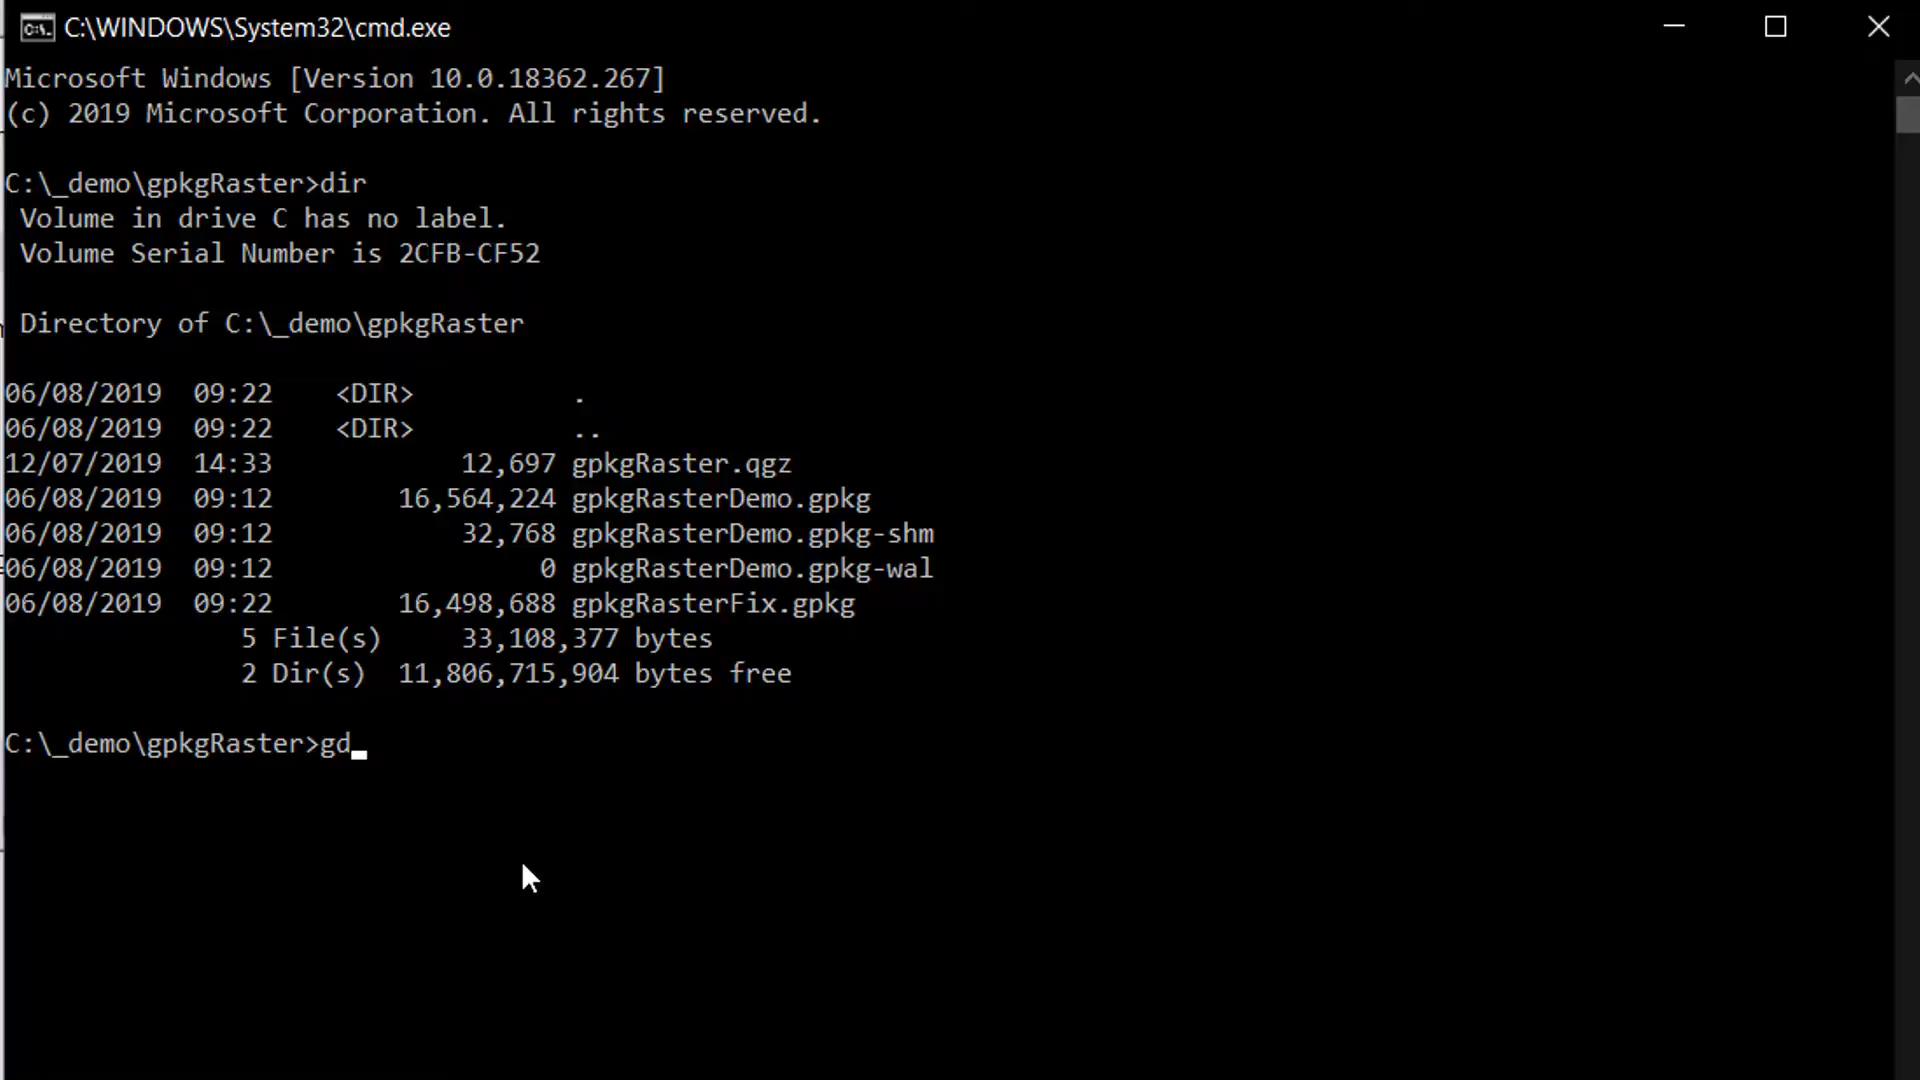 C:\WINDOWS\System32\cmd.exe
Microsoft Windows [Version 10.0.18362.267]
(c) 2019 Microsoft Corporation. All rights reserved.
C:\_demo\gpkgRaster>dir
Volume in drive C has no label.
Volume Serial Number is 2CFB-CF52
Directory of C:\_demo\gpkgRaster
06/08/2019  09:22    <DIR>          .
06/08/2019  09:22    <DIR>          ..
12/07/2019  14:33            12,697 gpkgRaster.qgz
06/08/2019  09:12        16,564,224 gpkgRasterDemo.gpkg
06/08/2019  09:12            32,768 gpkgRasterDemo.gpkg-shm
06/08/2019  09:12                 0 gpkgRasterDemo.gpkg-wal
06/08/2019  09:22        16,498,688 gpkgRasterFix.gpkg
5 File(s)     33,108,377 bytes
2 Dir(s)  11,806,715,904 bytes free
C:\_demo\gpkgRaster>gd